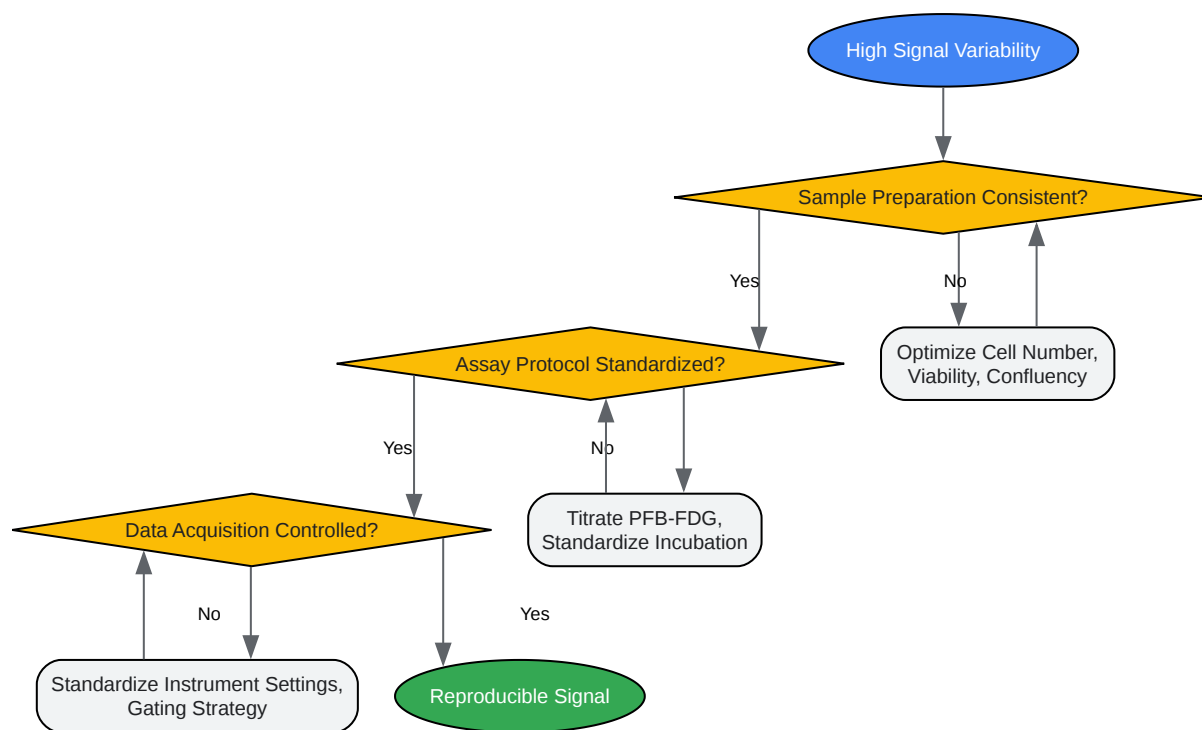 High Signal Variability
Sample Preparation Consistent?
Yes
No
Optimize Cell Number,
Viability, Confluency
Assay Protocol Standardized?
Yes
No
Titrate PFB-FDG,
Standardize Incubation
Data Acquisition Controlled?
No
Yes
Standardize Instrument Settings,
Gating Strategy
Reproducible Signal